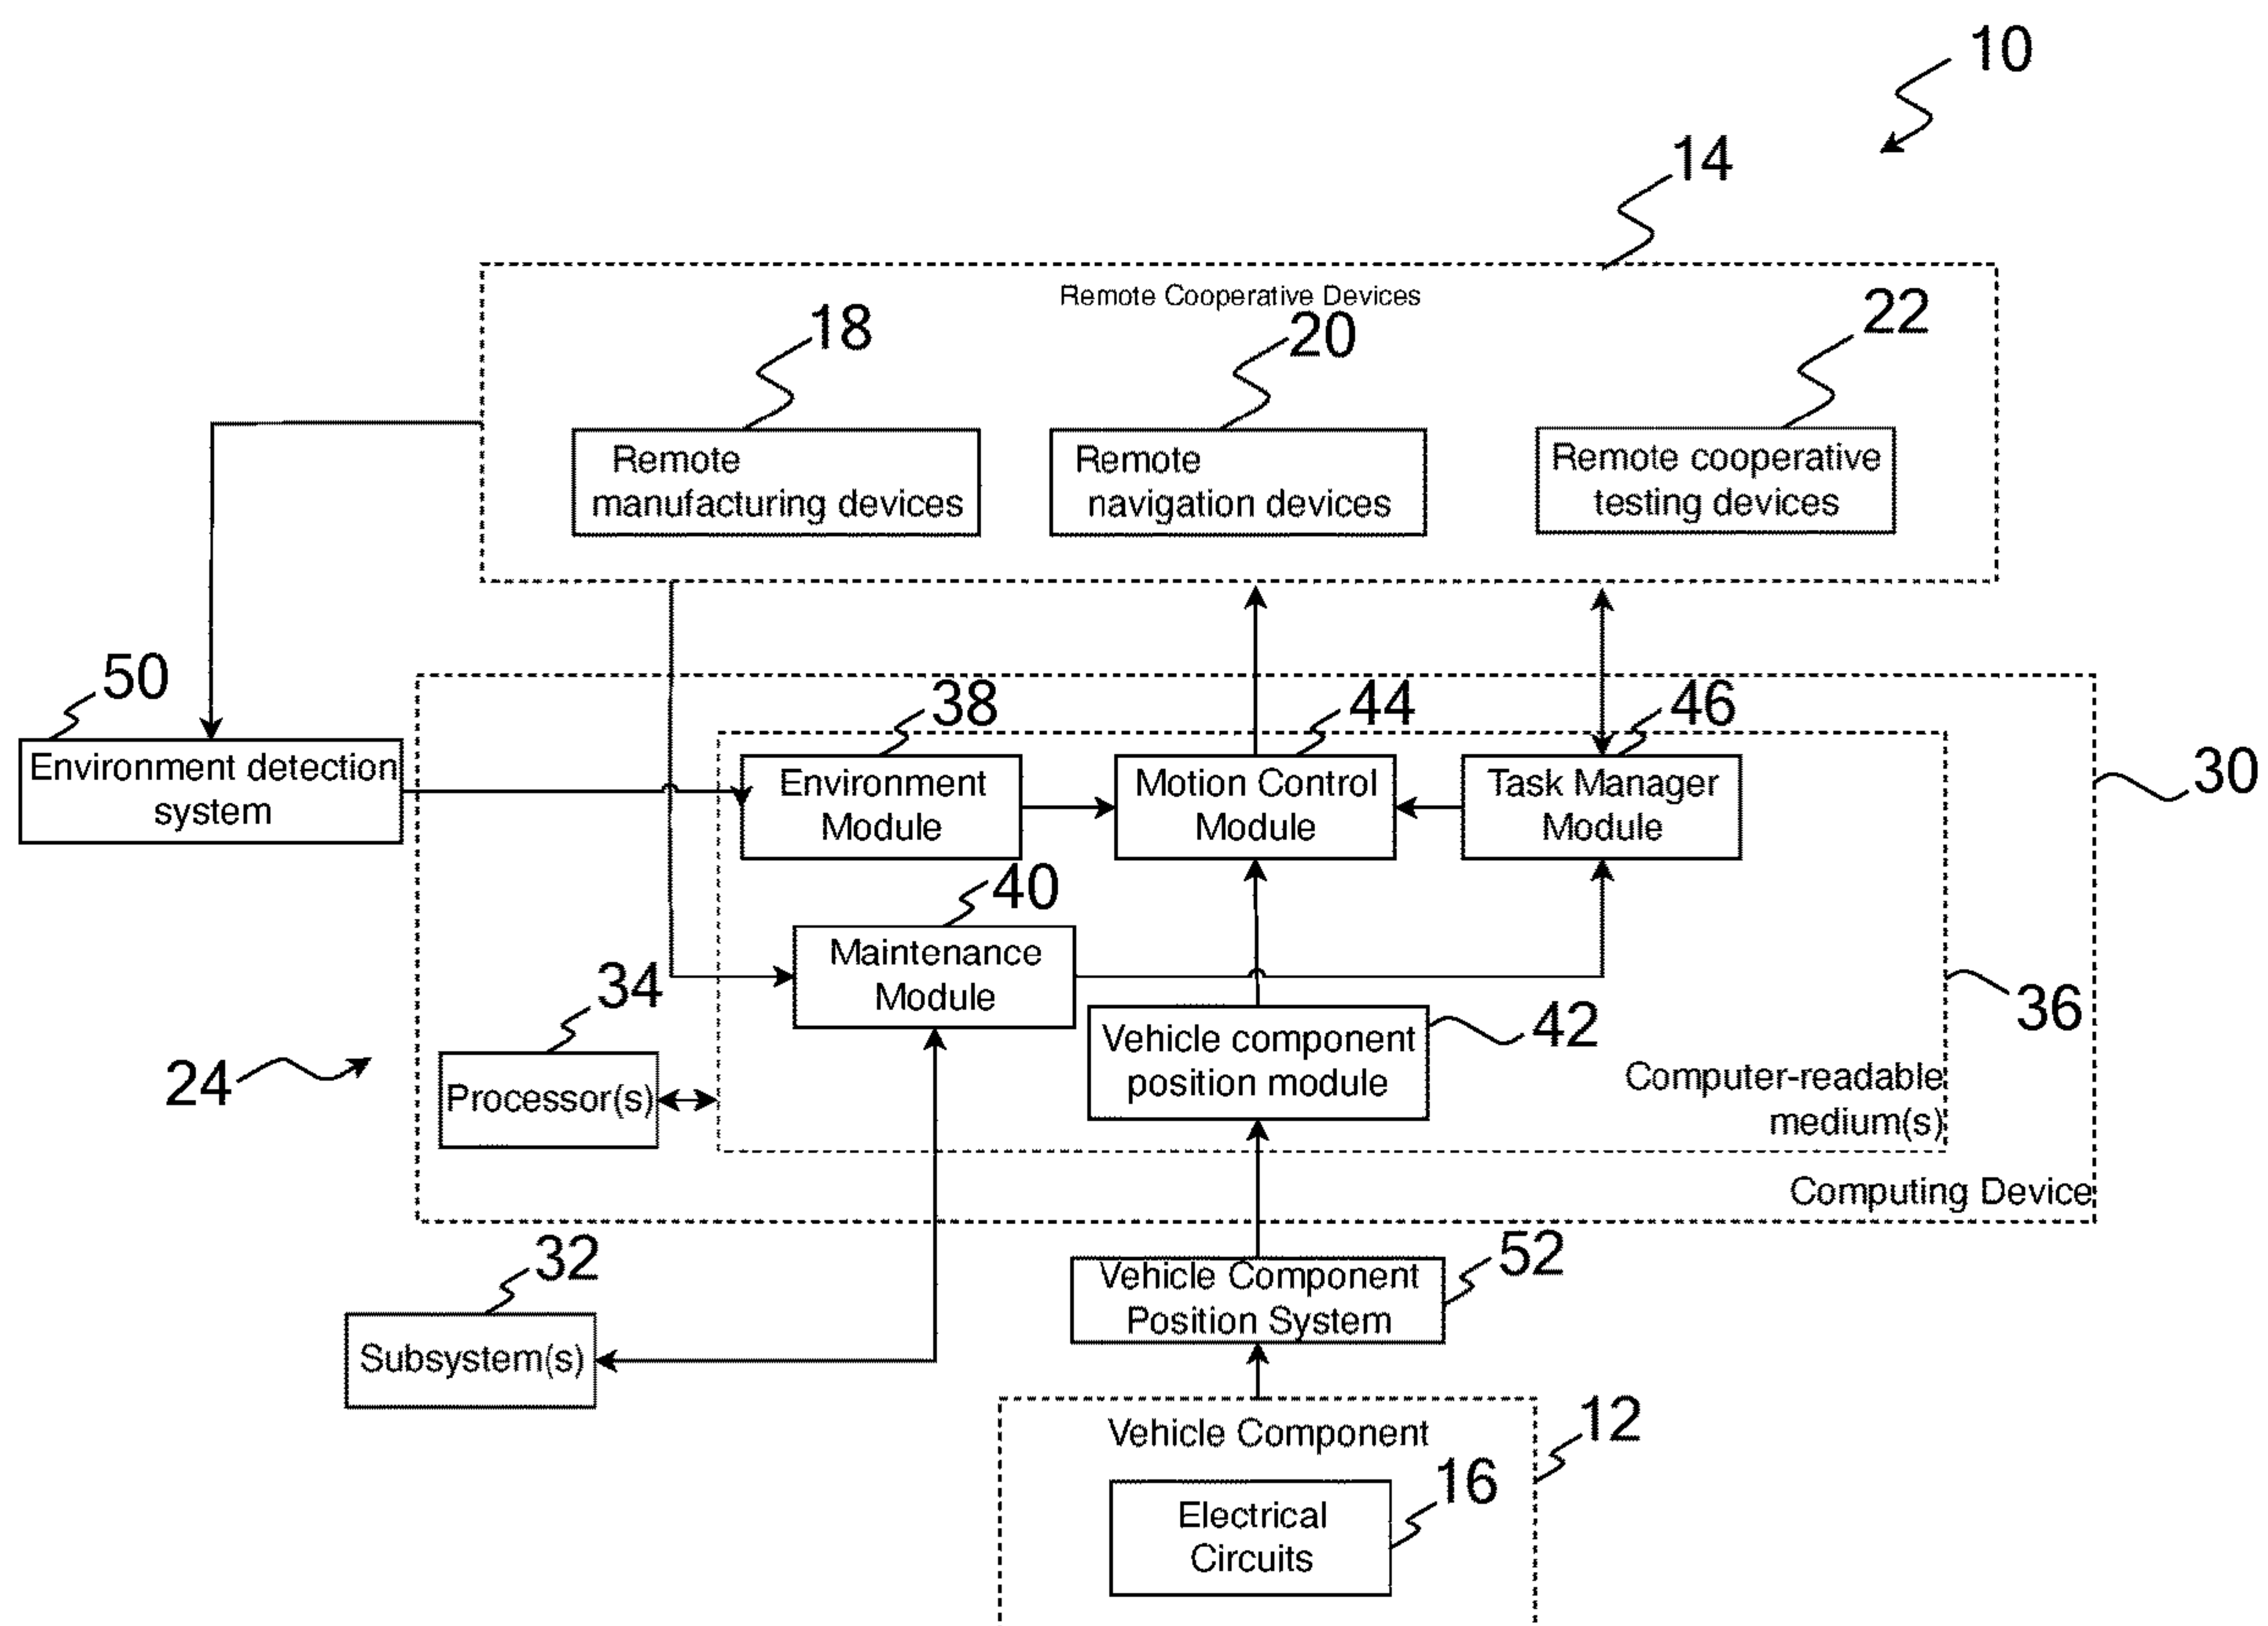 10
14
Remote Cooperative Devices
18
20
22
Remote
manufacturing devices
Remote
navigation devices
Remote cooperative
testing devices
50
38
44
46
30
Environment detection
system
Environment
Module
Motion Control
Module
Task Manager
Module
40
Maintenance
Module
34
36
42
24
Processor(s)
Vehicle component
position module
Computer-readable
medium(s)
Computing Device
32
52
Subsystem(s)
Vehicle Component
Position System
12
Vehicle Component
16
Electrical
Circuits